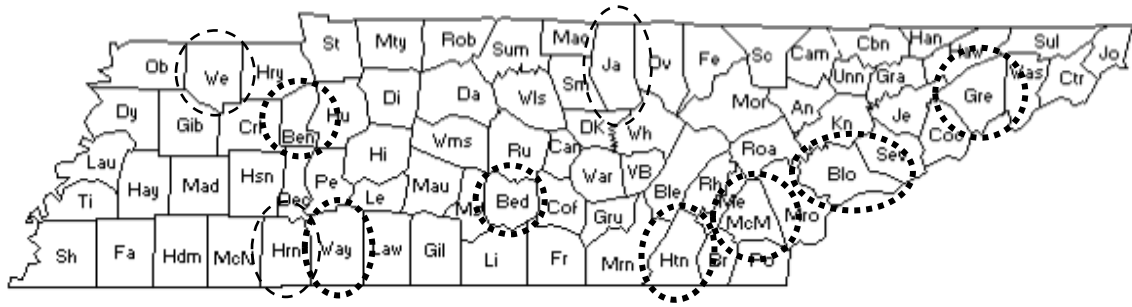 St Mty Rob Sum Mac Ja Ov Fe Sc Cam Cbn Han Haw Sul Jo
Ob We Hry Was Ctr
Dy Gib Cr Ben Hu Di Da Wls Sm DK Wh Mor An Unn Gra Je Gre
Lau Hi Wms Ru Can Roa Kn Coc
Ti Hay Mad Hsn Dec Pe Le Mau Ma Bed Cof War VB Ble Rh Me McM Blo Sev
Gru Mro
Sh Fa Hdm McN Hrn Way Law Gil Li Fr Mrn Htn Br Po